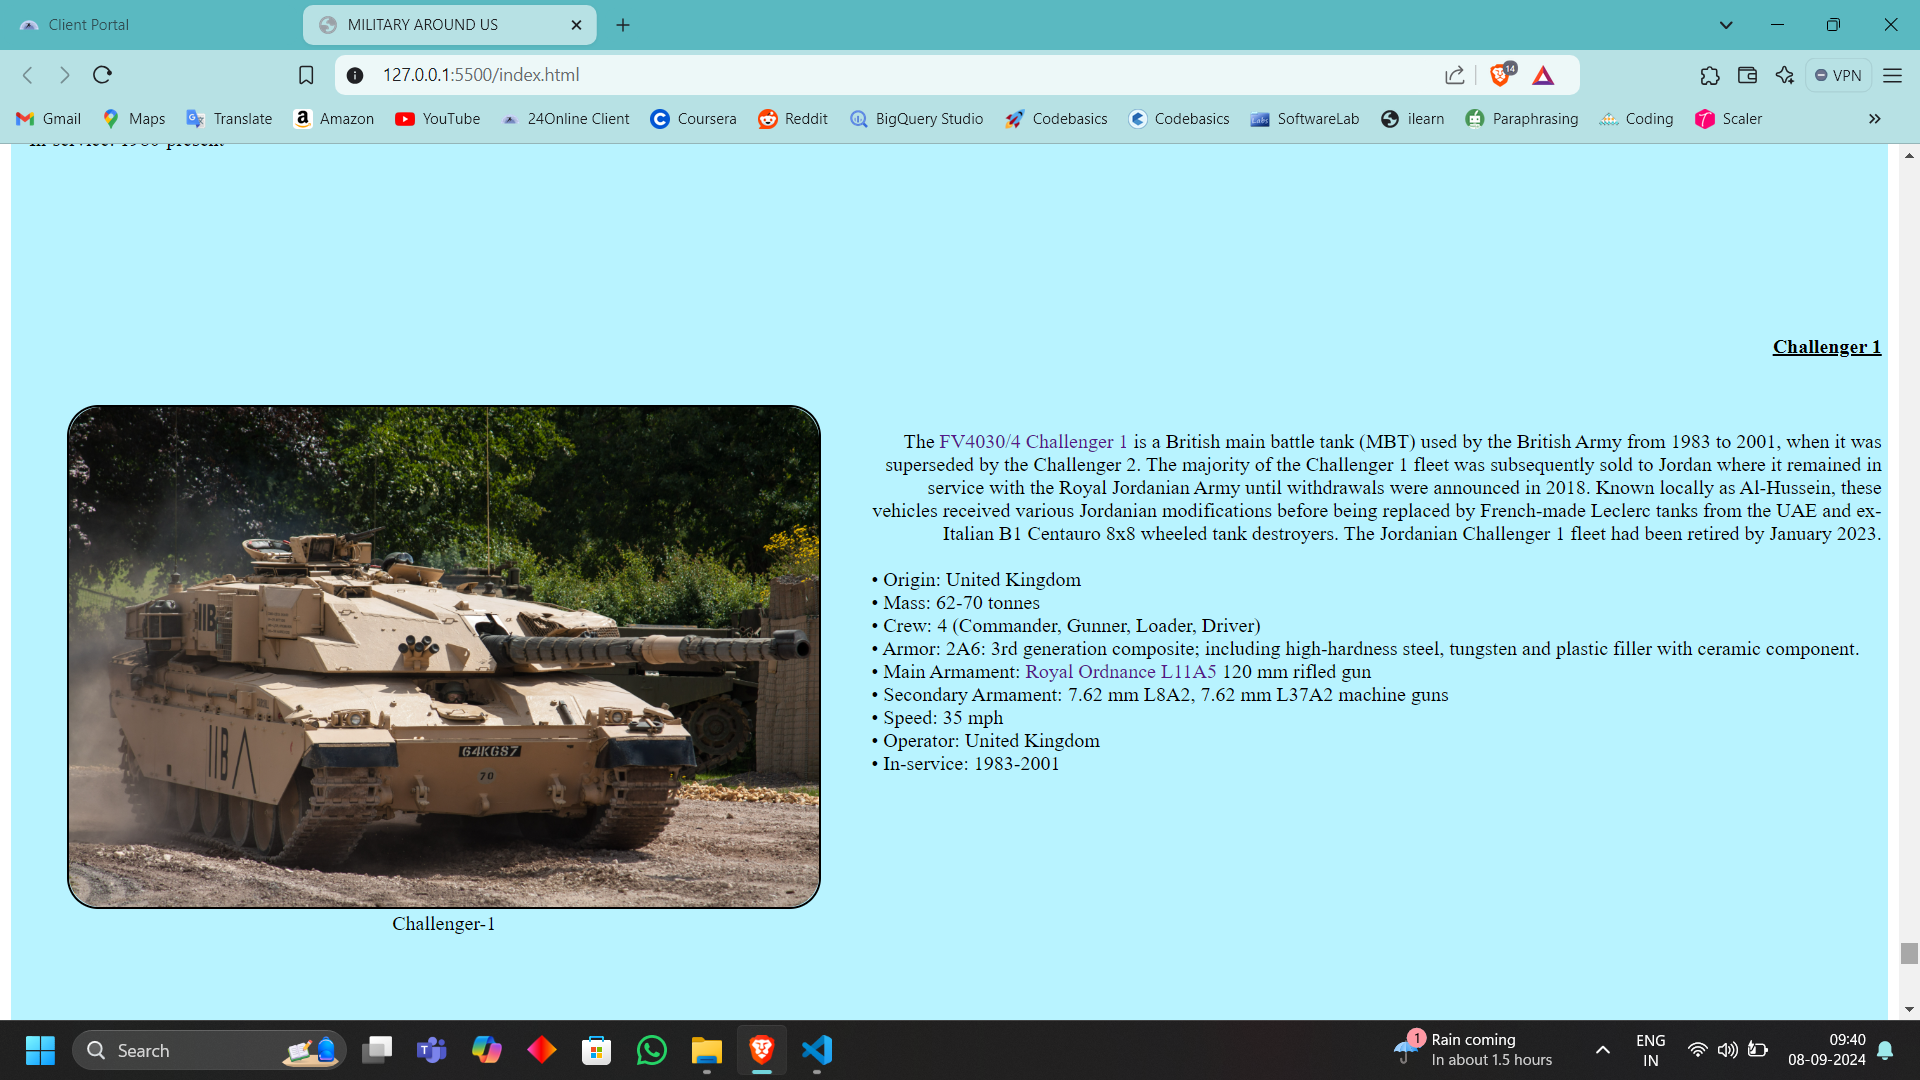 Client Portal
MILITARY AROUND US
127.0.0.1:5500/index.html
14
VPN
Gmail
Maps
Translate
Amazon
YouTube
24Online Client
Coursera
Reddit
BigQuery Studio
Codebasics
Codebasics
SoftwareLab
ilearn
Paraphrasing
Coding
Scaler
In-service: 1980-present
Challenger 1
The FV4030/4 Challenger 1 is a British main battle tank (MBT) used by the British Army from 1983 to 2001, when it was
superseded by the Challenger 2. The majority of the Challenger 1 fleet was subsequently sold to Jordan where it remained in
service with the Royal Jordanian Army until withdrawals were announced in 2018. Known locally as Al-Hussein, these
vehicles received various Jordanian modifications before being replaced by French-made Leclerc tanks from the UAE and ex-
Italian B1 Centauro 8x8 wheeled tank destroyers. The Jordanian Challenger 1 fleet had been retired by January 2023.
• Origin: United Kingdom
• Mass: 62-70 tonnes
• Crew: 4 (Commander, Gunner, Loader, Driver)
• Armor: 2A6: 3rd generation composite; including high-hardness steel, tungsten and plastic filler with ceramic component.
• Main Armament: Royal Ordnance L11A5 120 mm rifled gun
• Secondary Armament: 7.62 mm L8A2, 7.62 mm L37A2 machine guns
• Speed: 35 mph
• Operator: United Kingdom
• In-service: 1983-2001
11B
11B
64KG87
70
Challenger-1
Search
1
Rain coming
In about 1.5 hours
ENG
IN
09:40
08-09-2024